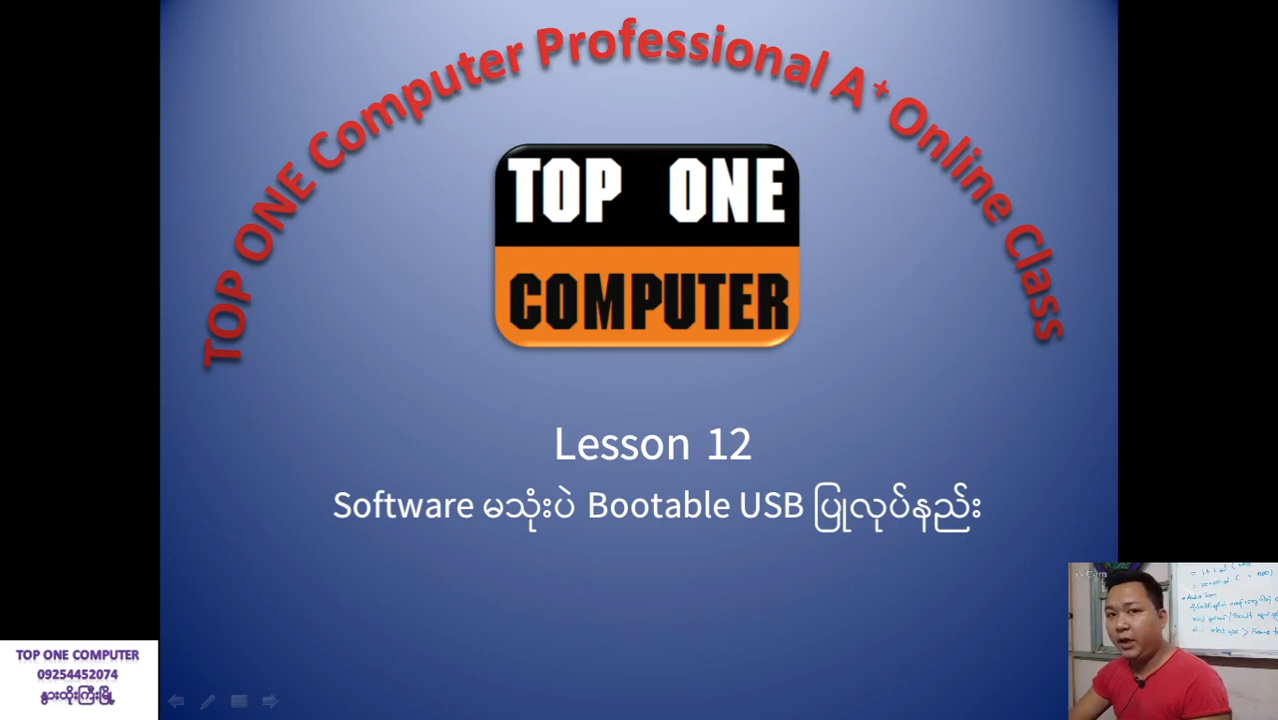 TOP ONE Computer Professional A+ Online Class
TOP ONE
COMPUTER
Lesson 12
Software မသုံးပဲ Bootable USB ပြုလုပ်နည်း
TOP ONE COMPUTER
09254452074
နွားထိုးကြီးမြို့